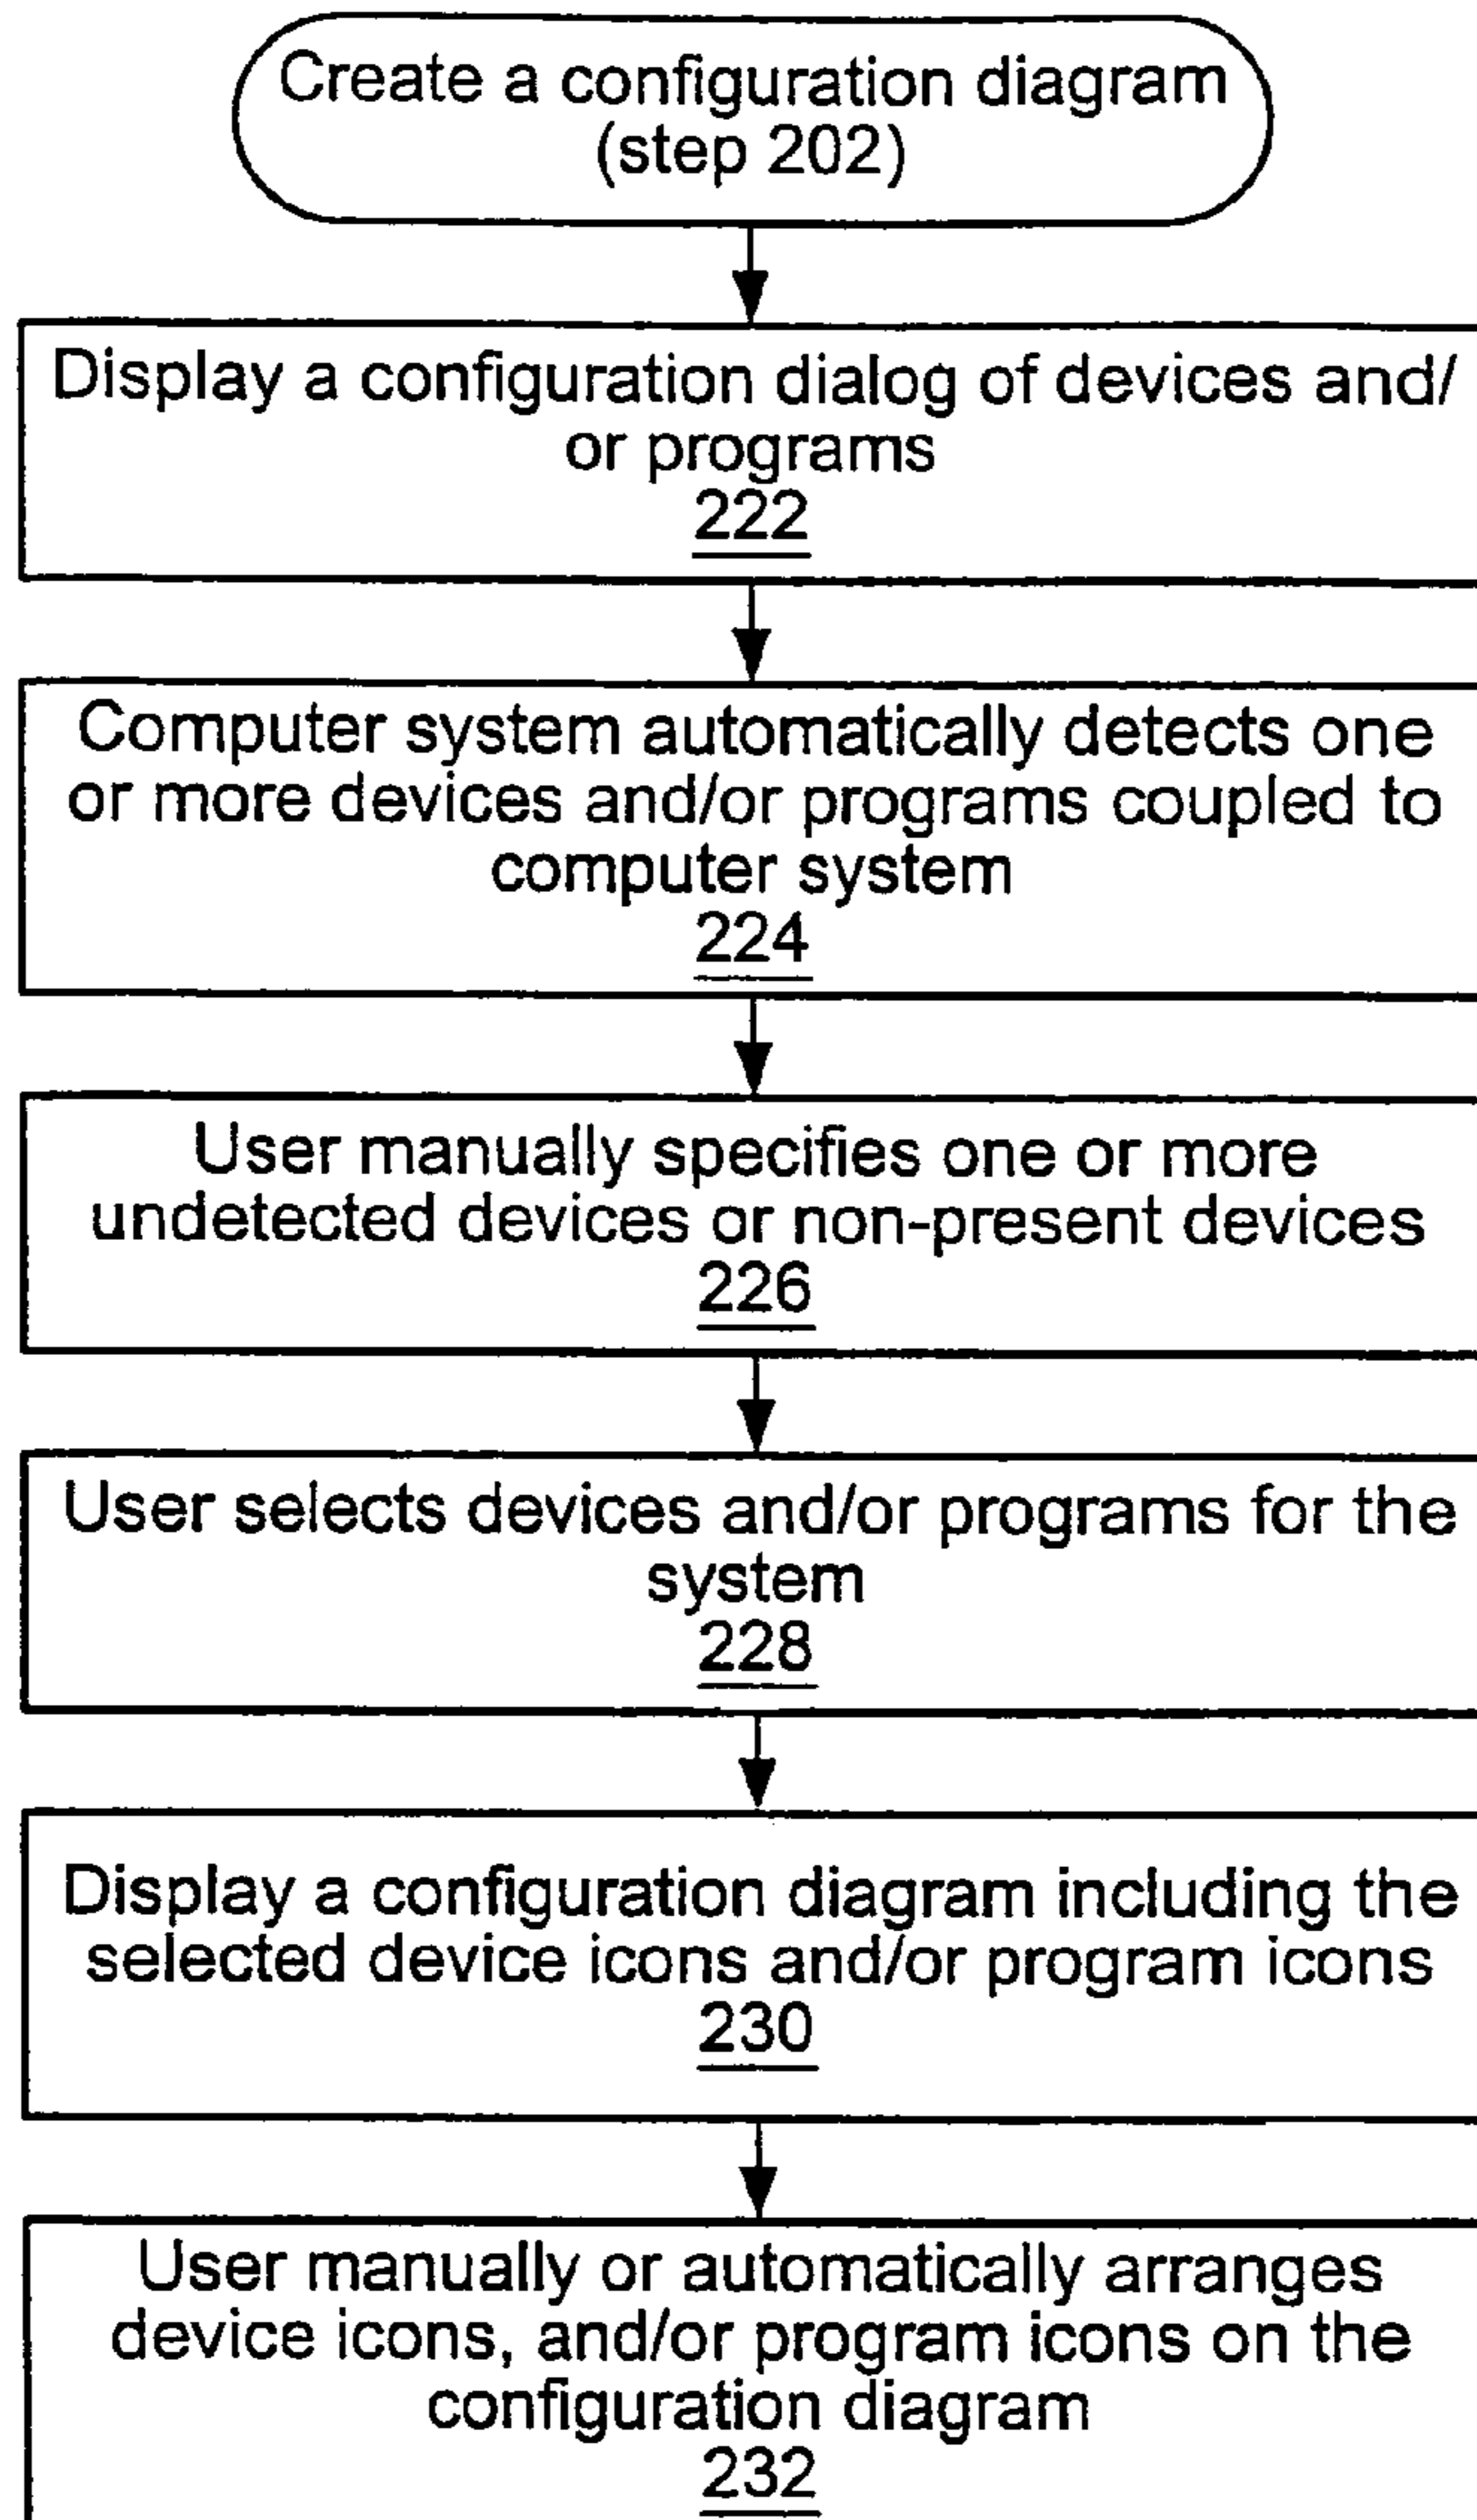 Create a configuration diagram
(step 202)
Display a configuration dialog of devices and/
or programs
222
Computer system automatically detects one
or more devices and/or programs coupled to
computer system
224
User manually specifies one or more
undetected devices or non-present devices
226
User selects devices and/or programs for the
system
228
Display a configuration diagram including the
selected device icons and/or program icons
230
User manually or automatically arranges
device icons, and/or program icons on the
configuration diagram
232